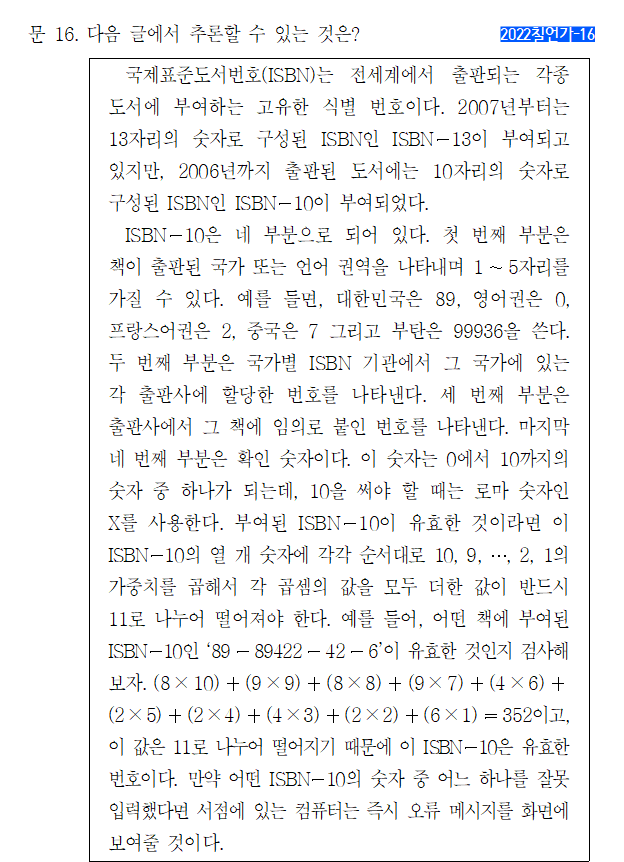 문 16. 다음 글에서 추론할 수 있는 것은?
2022칠언가-16
국제표준도서번호(ISBN)는 전세계에서 출판되는 각종
도서에 부여하는 고유한 식별 번호이다. 2007년부터는
13자리의 숫자로 구성된 ISBN인 ISBN-13이 부여되고
있지만, 2006년까지 출판된 도서에는 10자리의 숫자로
구성된 ISBN인 ISBN-10이 부여되었다.
ISBN-10은 네 부분으로 되어 있다. 첫 번째 부분은
책이 출판된 국가 또는 언어 권역을 나타내며 1~5자리를
가질 수 있다. 예를 들면, 대한민국은 89, 영어권은 0,
프랑스어권은 2, 중국은 7 그리고 부탄은 99936을 쓴다.
두 번째 부분은 국가별 ISBN 기관에서 그 국가에 있는
각 출판사에 할당한 번호를 나타낸다. 세 번째 부분은
출판사에서 그 책에 임의로 붙인 번호를 나타낸다. 마지막
네 번째 부분은 확인 숫자이다. 이 숫자는 0에서 10까지의
숫자 중 하나가 되는데, 10을 써야 할 때는 로마 숫자인
X를 사용한다. 부여된 ISBN-10이 유효한 것이라면 이
ISBN-10의 열 개 숫자에 각각 순서대로 10, 9, …, 2, 1의
가중치를 곱해서 각 곱셈의 값을 모두 더한 값이 반드시
11로 나누어 떨어져야 한다. 예를 들어, 어떤 책에 부여된
ISBN-10인 ‘89-89422-42-6’이 유효한 것인지 검사해
보자. (8×10)+(9×9)+(8×8)+(9×7)+(4×6)+
(2×5)+(2×4)+(4×3)+(2×2)+(6×1)=352이고,
이 값은 11로 나누어 떨어지기 때문에 이 ISBN-10은 유효한
번호이다. 만약 어떤 ISBN-10의 숫자 중 어느 하나를 잘못
입력했다면 서점에 있는 컴퓨터는 즉시 오류 메시지를 화면에
보여줄 것이다.